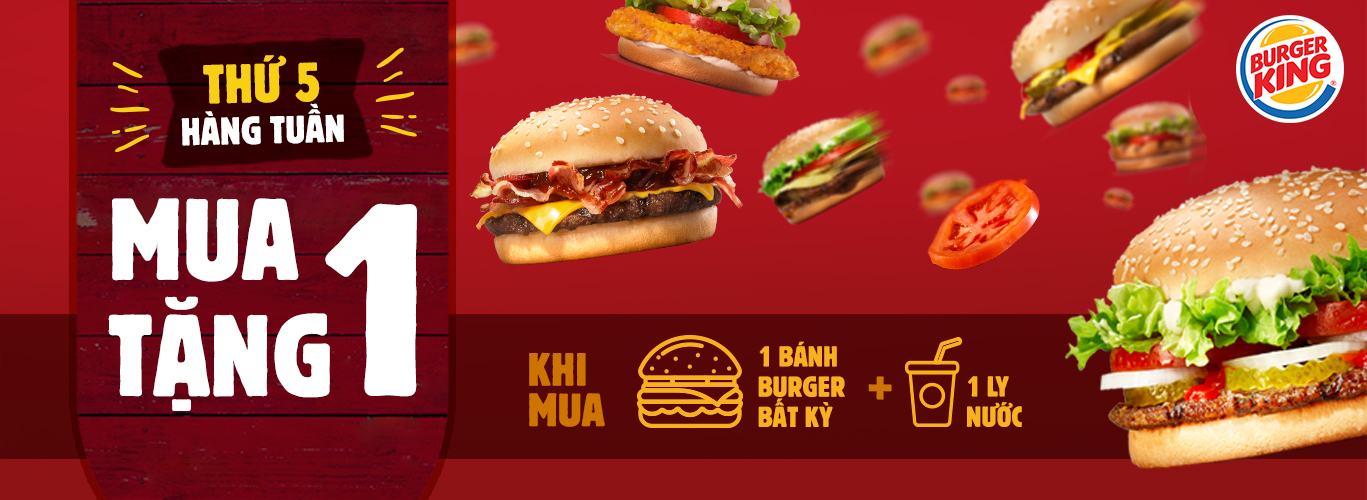 THỨ 5
HÀNG TUẦN
MUA 1
TẶNG
KHI
MUA
1 BÁNH
BURGER
BẤT KỲ
+
1 LY
NƯỚC
BURGER
KING
®